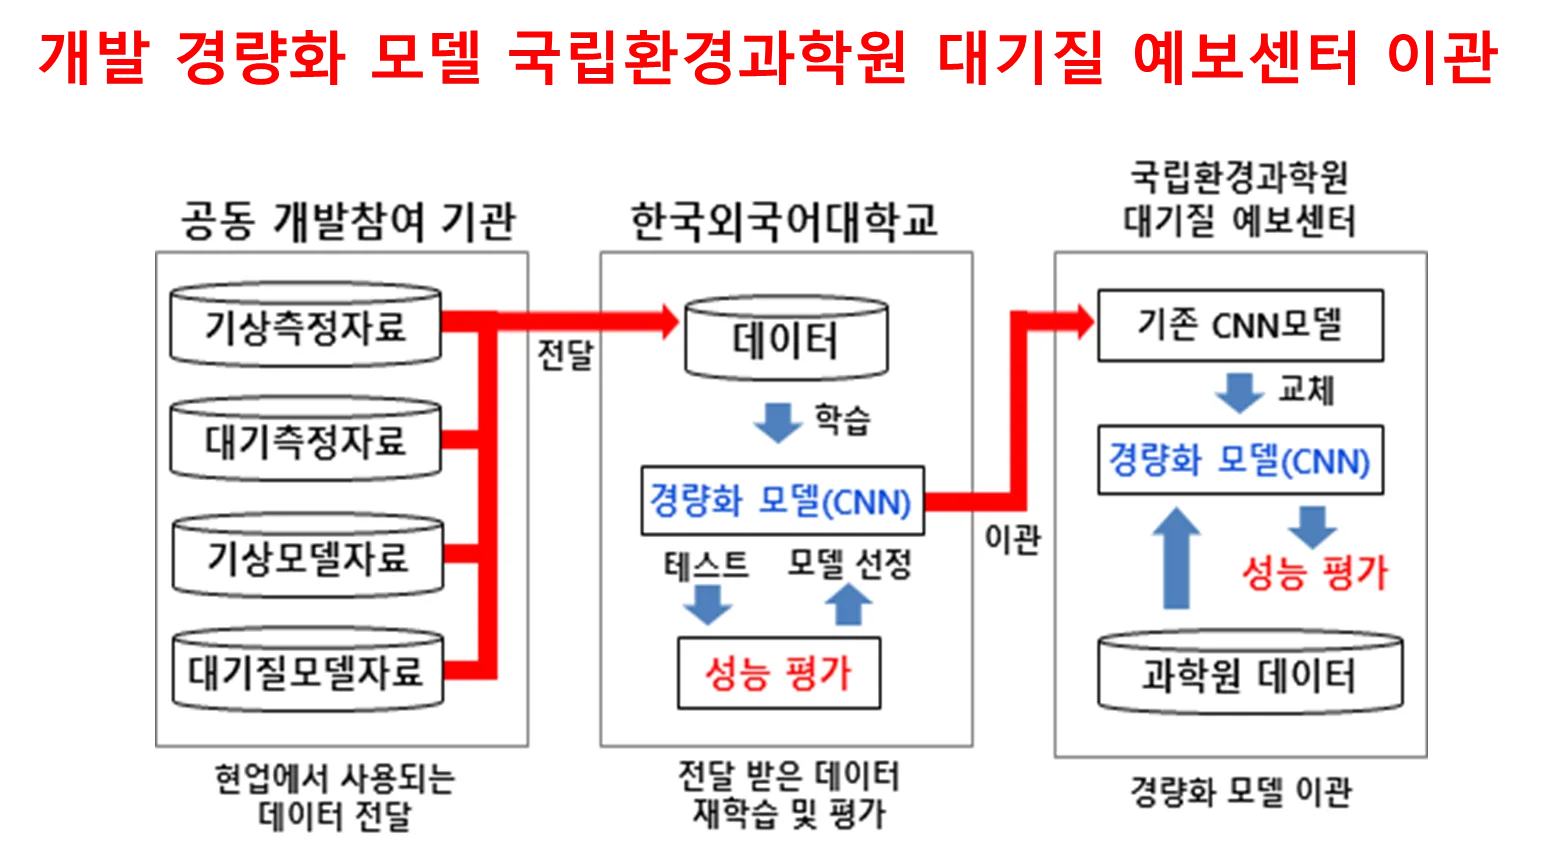 개발 경량화 모델 국립환경과학원 대기질 예보센터 이관
공동 개발참여 기관
기상측정자료
대기측정자료
기상모델자료
대기질모델자료
현업에서 사용되는
데이터 전달
전달
한국외국어대학교
데이터
학습
경량화 모델(CNN)
테스트
모델 선정
성능 평가
전달 받은 데이터
재학습 및 평가
이관
국립환경과학원
대기질 예보센터
기존 CNN모델
교체
경량화 모델(CNN)
성능 평가
과학원 데이터
경량화 모델 이관